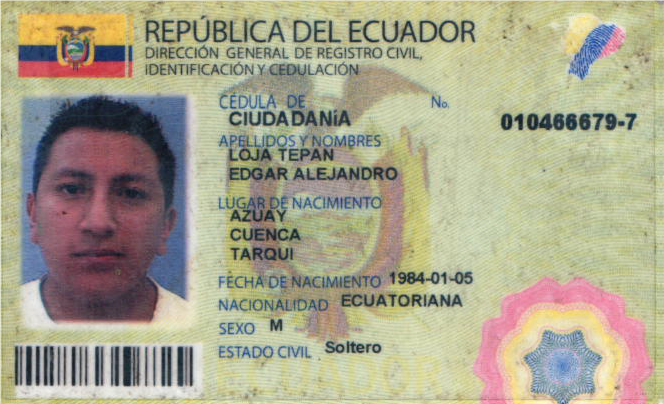 REPÚBLICA DEL ECUADOR
DIRECCIÓN GENERAL DE REGISTRO CIVIL,
IDENTIFICACIÓN Y CEDULACIÓN
CÉDULA DE No.
CIUDADANíA 010466679-7
APELLIDOS Y NOMBRES
LOJA TEPAN
EDGAR ALEJANDRO
LUGAR DE NACIMIENTO
AZUAY
CUENCA
TARQUI
FECHA DE NACIMIENTO 1984-01-05
NACIONALIDAD ECUATORIANA
SEXO M
ESTADO CIVIL Soltero